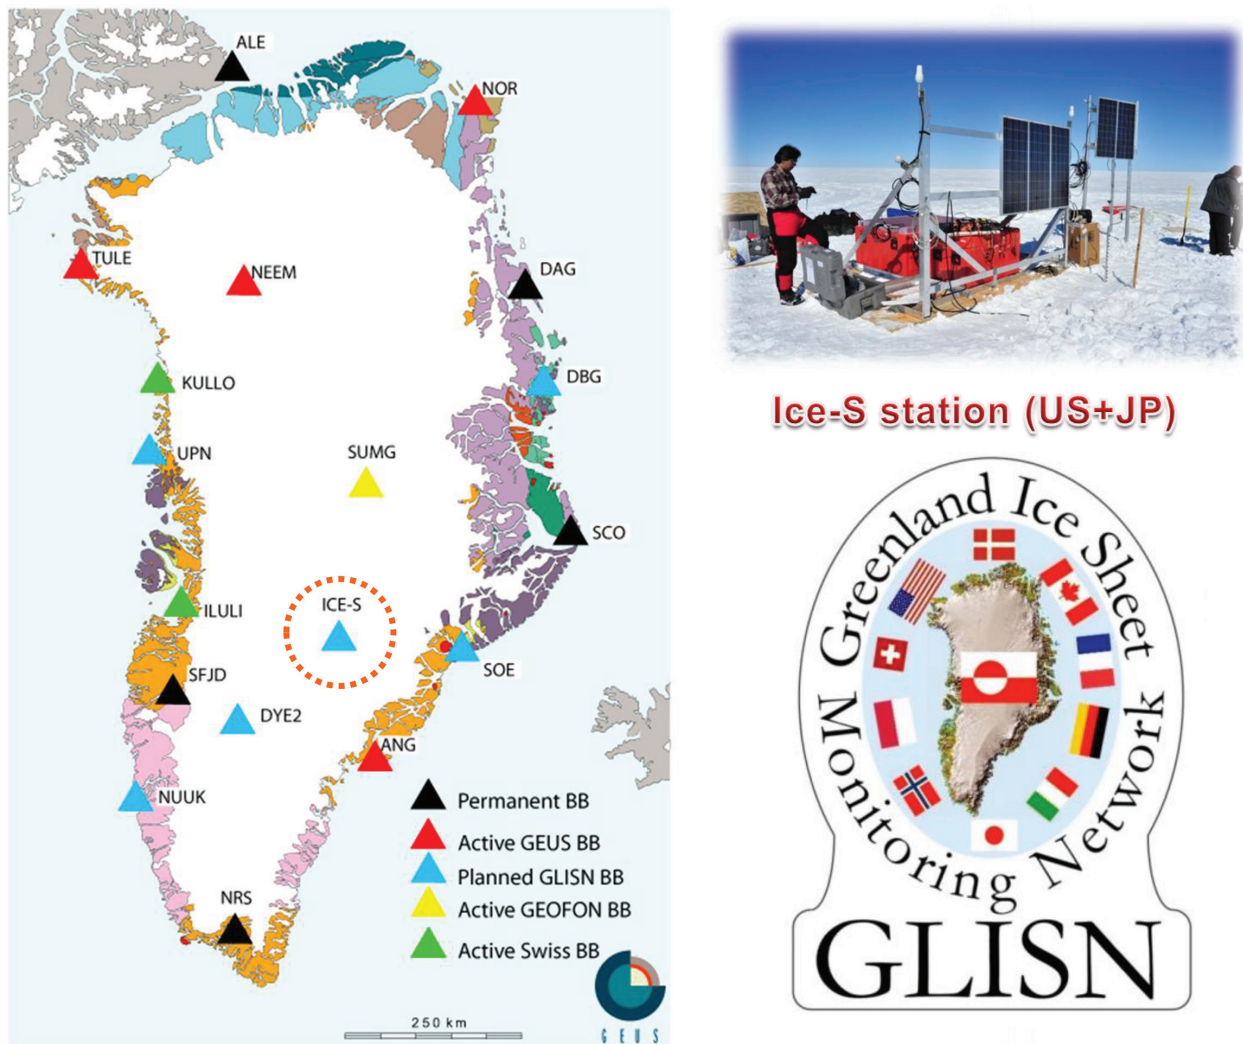 ALE
NOR
TULE
NEEM
DAG
KULLO
DBG
UPN
SUMG
SCO
ILULI
ICE-S
SFJD
SOE
DYE2
ANG
NUUK
NRS
Permanent BB
Active GEUS BB
Planned GLISN BB
Active GEOFON BB
Active Swiss BB
250 km
GEUS
Ice-S station (US+JP)
Greenland Ice Sheet
Monitoring Network
GLISN